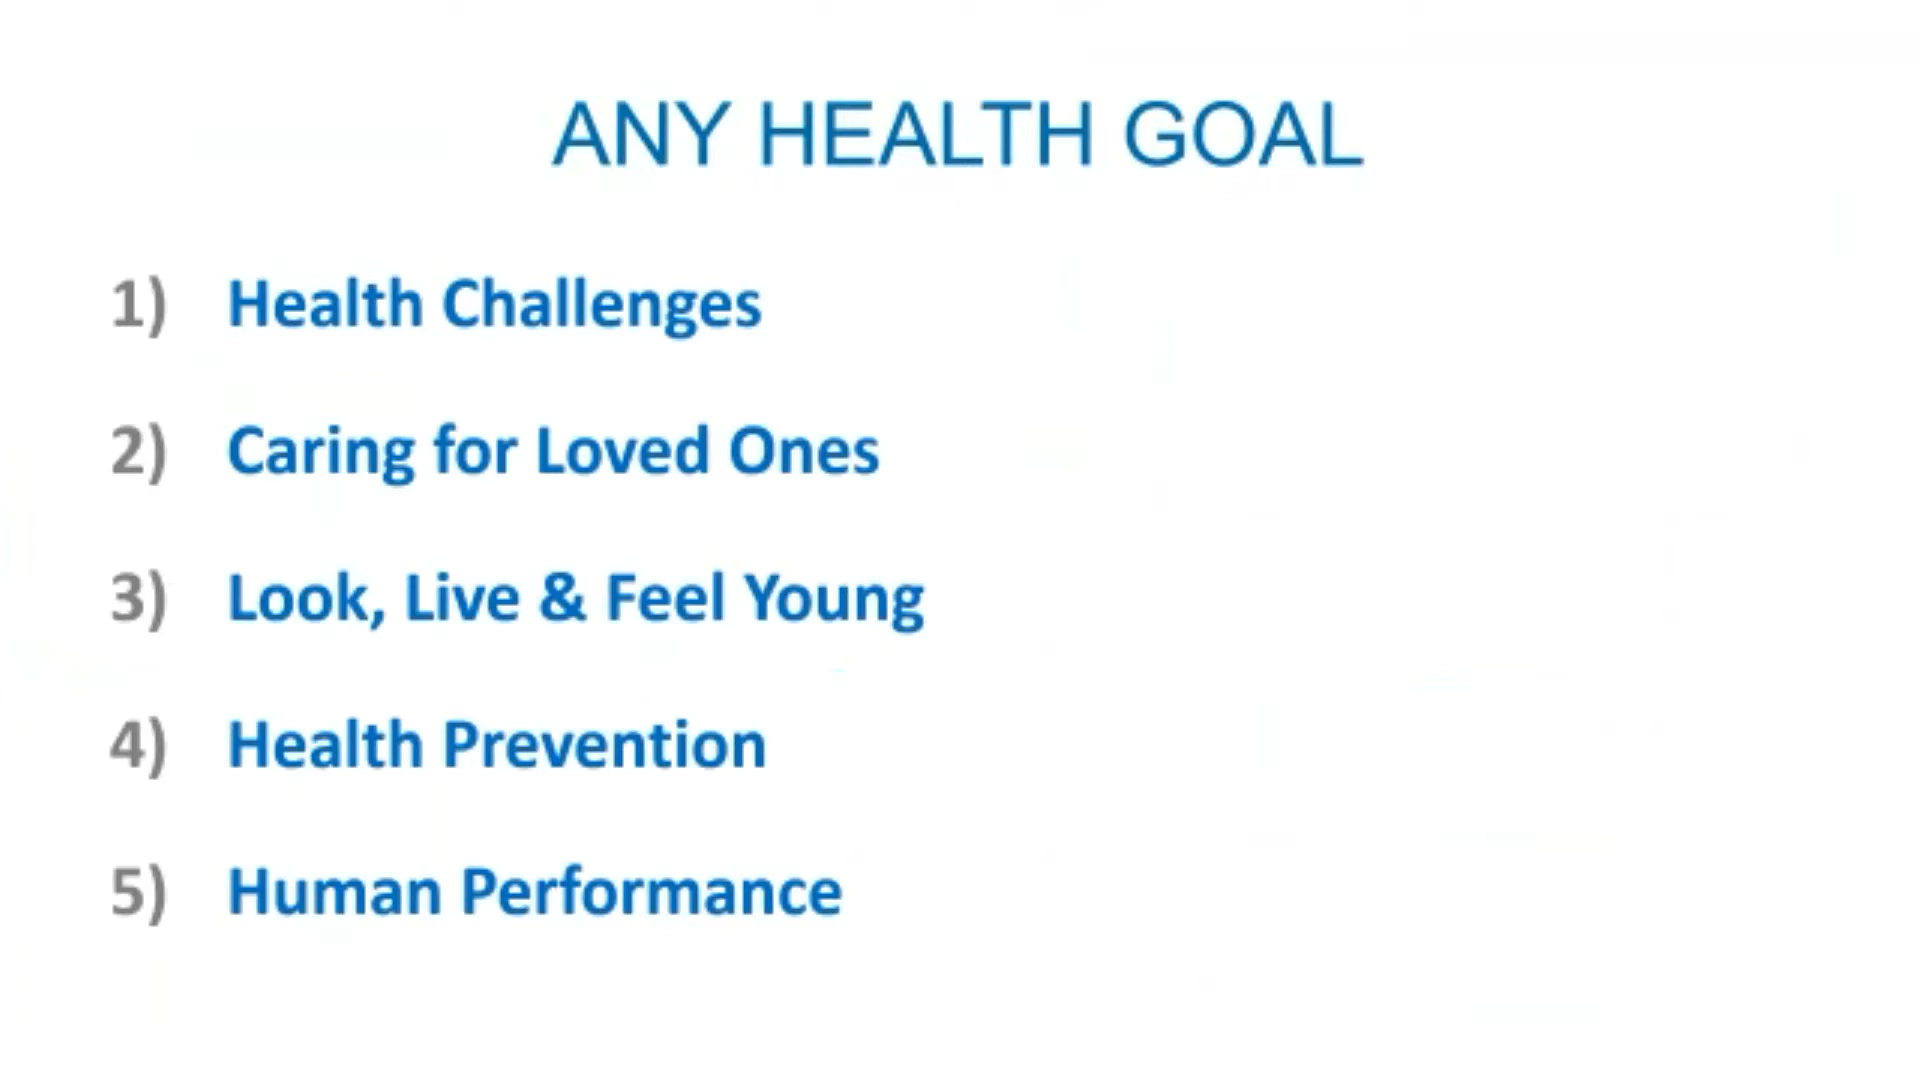 ANY HEALTH GOAL
1) Health Challenges
2) Caring for Loved Ones
3) Look, Live & Feel Young
4) Health Prevention
5) Human Performance